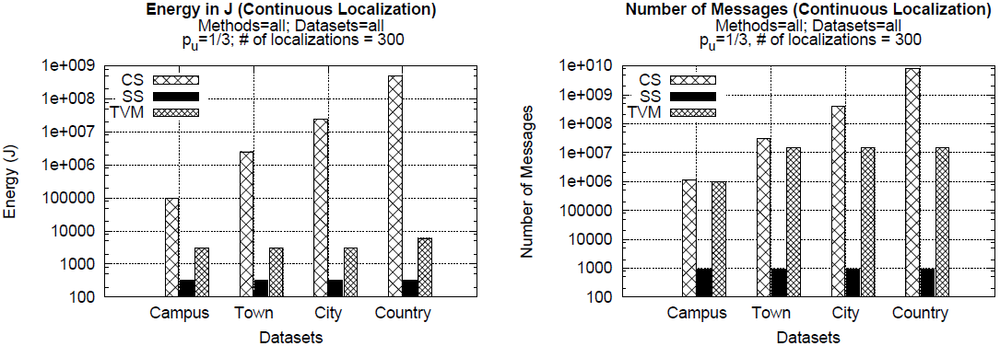 Energy in J (Continuous Localization)
Methods=all; Datasets=all
pu=1/3; # of localizations = 300
1e+009
1e+008
1e+007
1e+006
100000
10000
1000
100
Energy (J)
CS
SS
TVM
Campus Town City Country
Datasets
Number of Messages (Continuous Localization)
Methods=all; Datasets=all
pu=1/3, # of localizations = 300
1e+010
1e+009
1e+008
1e+007
1e+006
100000
10000
1000
100
Number of Messages
CS
SS
TVM
Campus Town City Country
Datasets